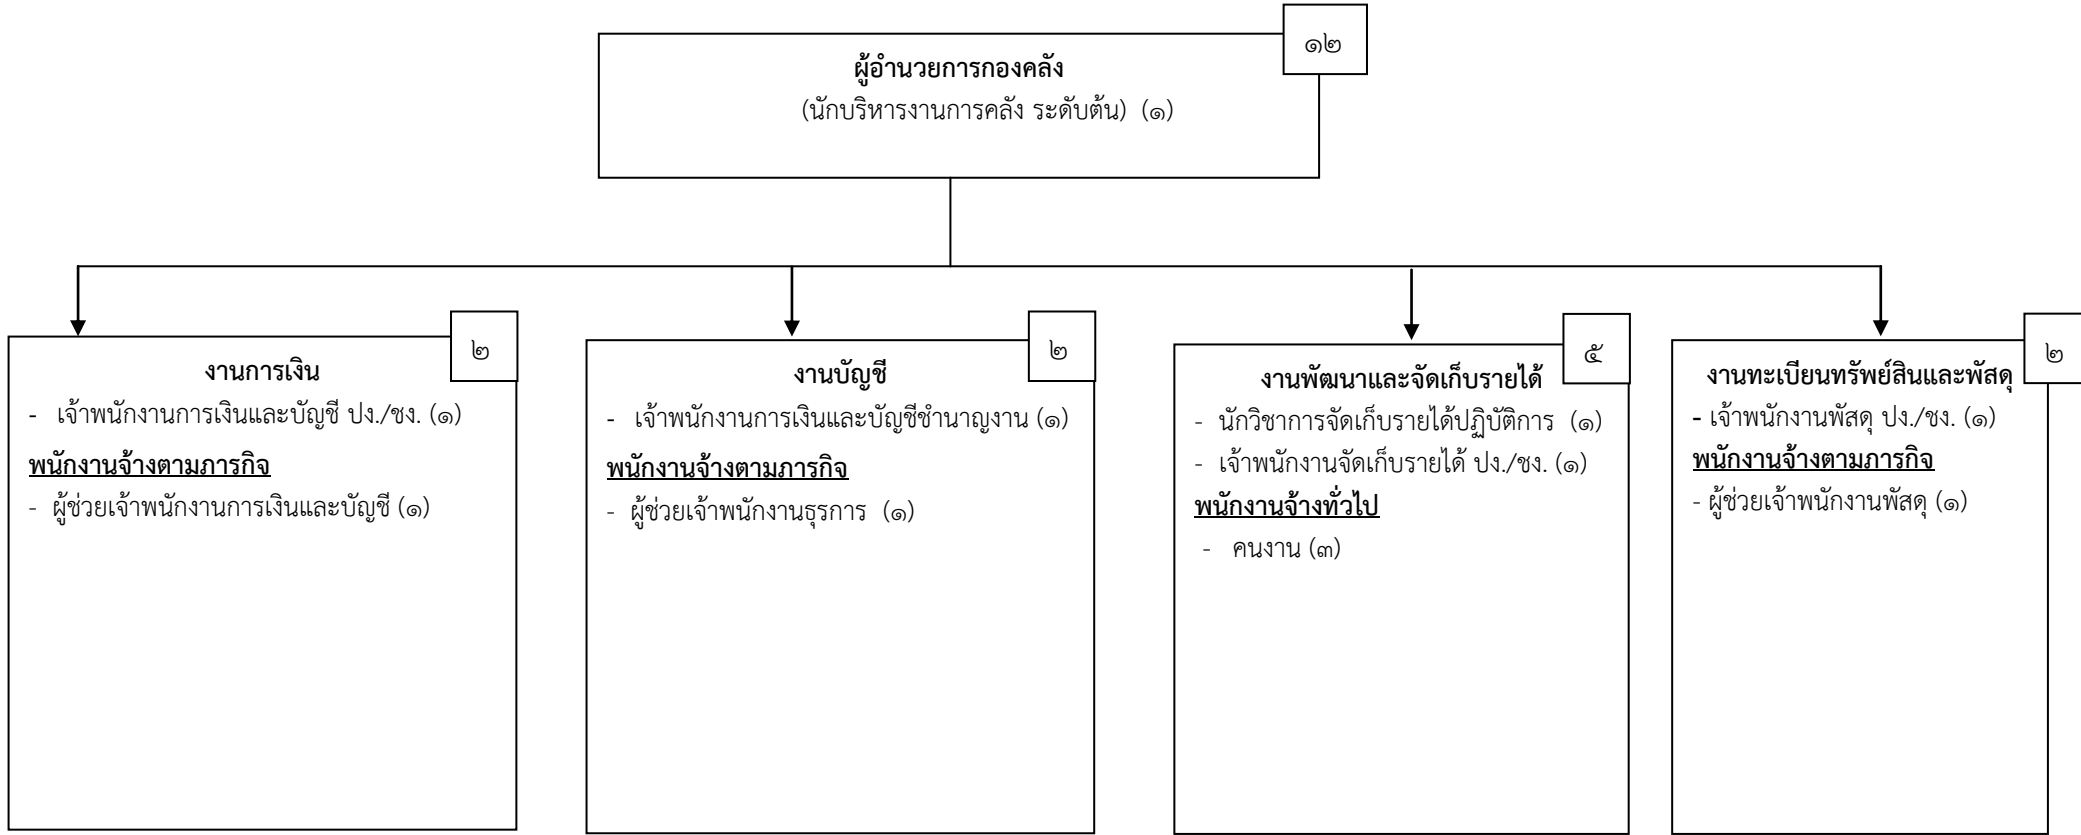 ๑๒
ผู้อำนวยการกองคลัง
(นักบริหารงานการคลัง ระดับต้น) (๑)
๒
งานการเงิน
- เจ้าพนักงานการเงินและบัญชี ปง./ชง. (๑)
พนักงานจ้างตามภารกิจ
- ผู้ช่วยเจ้าพนักงานการเงินและบัญชี (๑)
๒
งานบัญชี
- เจ้าพนักงานการเงินและบัญชีชำนาญงาน (๑)
พนักงานจ้างตามภารกิจ
- ผู้ช่วยเจ้าพนักงานธุรการ (๑)
๕
งานพัฒนาและจัดเก็บรายได้
- นักวิชาการจัดเก็บรายได้ปฏิบัติการ (๑)
- เจ้าพนักงานจัดเก็บรายได้ ปง./ชง. (๑)
พนักงานจ้างทั่วไป
- คนงาน (๓)
๒
งานทะเบียนทรัพย์สินและพัสดุ
- เจ้าพนักงานพัสดุ ปง./ชง. (๑)
พนักงานจ้างตามภารกิจ
- ผู้ช่วยเจ้าพนักงานพัสดุ (๑)